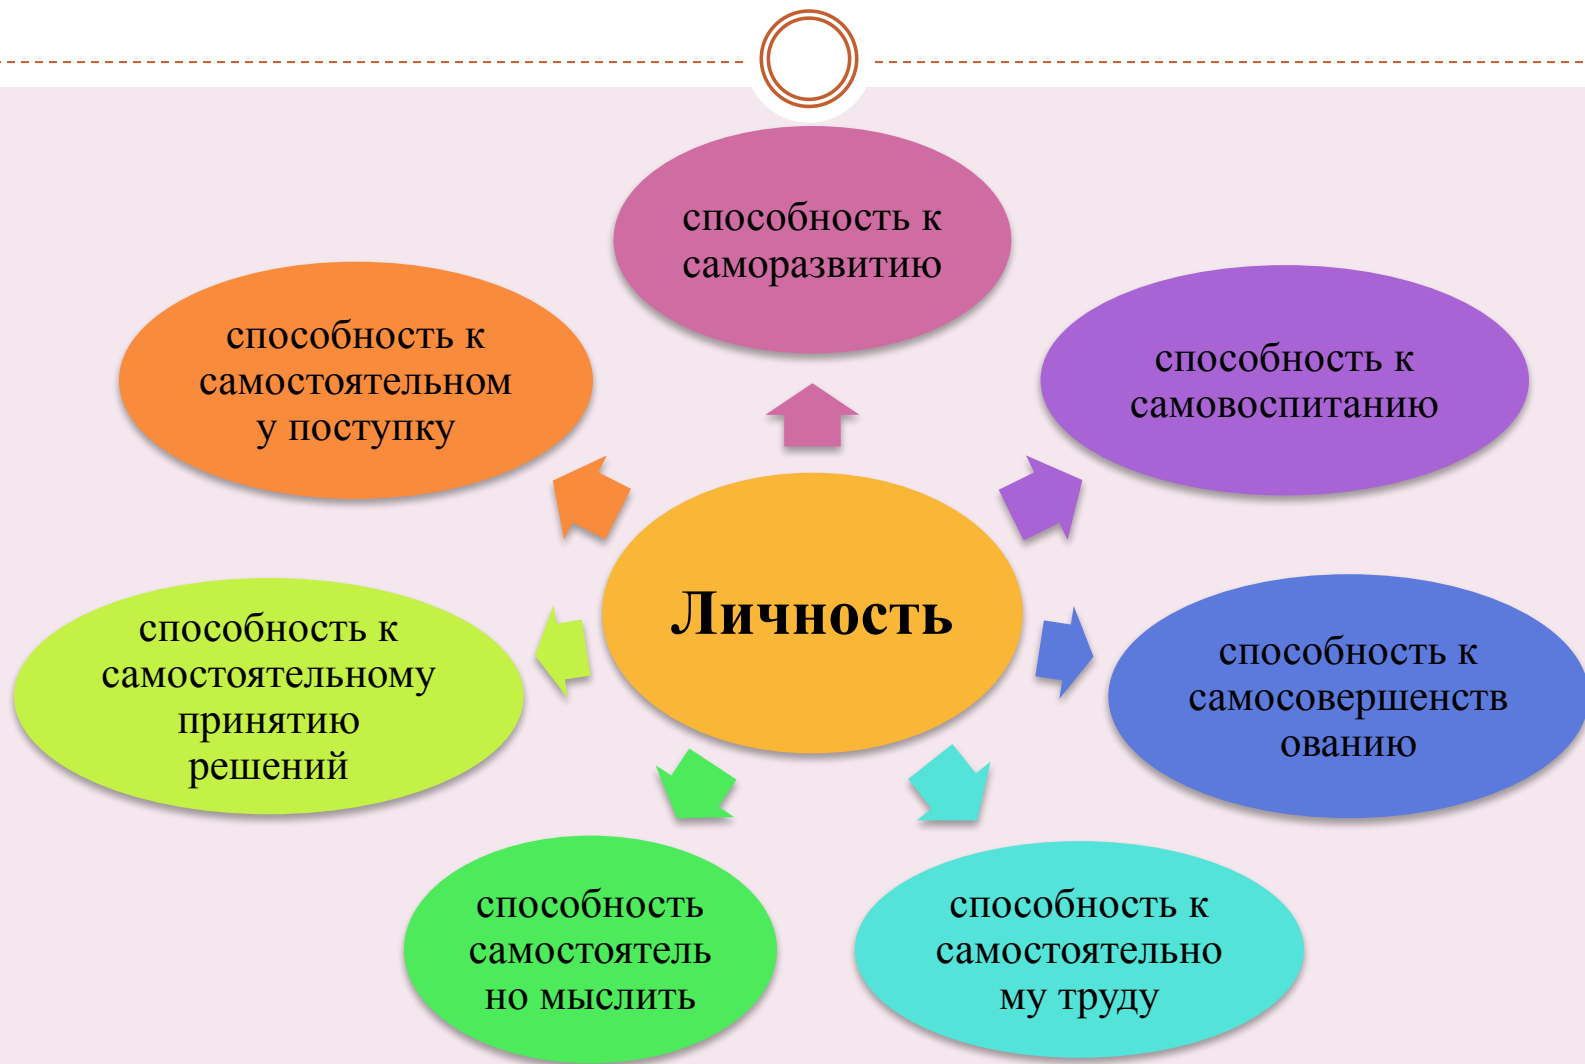 способность к
саморазвитию
способность к
самовоспитанию
способность к
самосовершенств
ованию
способность к
самостоятельно
му труду
способность
самостоятель
но мыслить
способность к
самостоятельному
принятию
решений
способность к
самостоятельном
у поступку
Личность